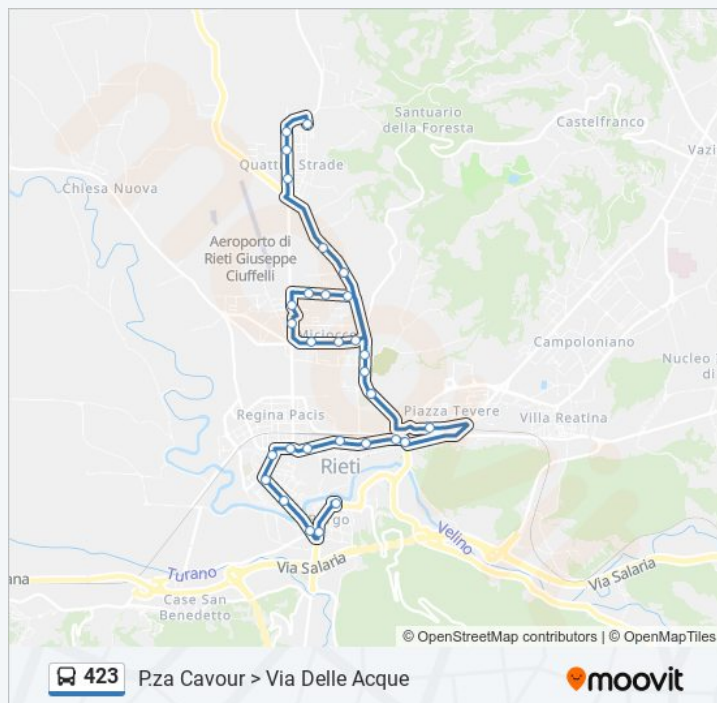 Santuario
della Foresta
Castelfranco
Quattro Strade
Chiesa Nuova
Aeroporto di
Rieti Giuseppe
Ciuffelli
Campoloniano
Nucleo
Regina Pacis
Piazza Tevere
Villa Reatina
Rieti
Velino
Turano
Via Salaria
Via Salaria
Case San
Benedetto
© OpenStreetMap contributors | © OpenMapTiles
423 P.za Cavour > Via Delle Acque
moovit